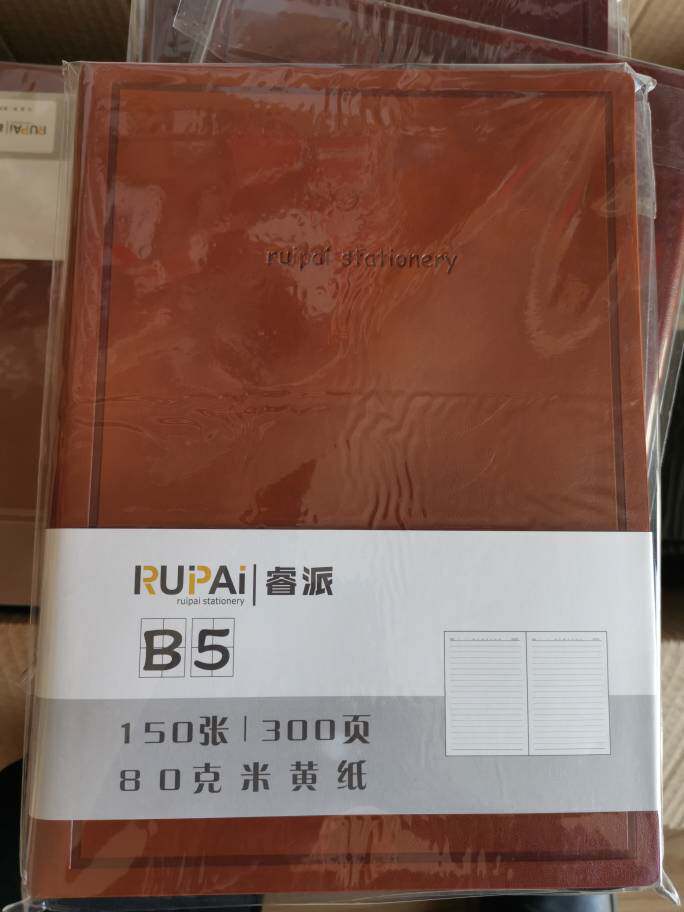 RUPAi
ruipai stationery
RUiPAi|睿派
ruipai stationery
B5
150张|300页
80克米黄纸